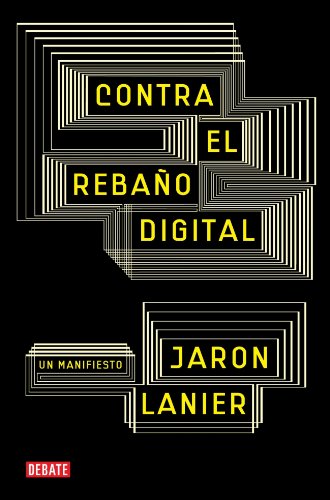 CONTRA
EL
REBAÑO
DIGITAL
UN MANIFIESTO
JARON
LANIER
DEBATE